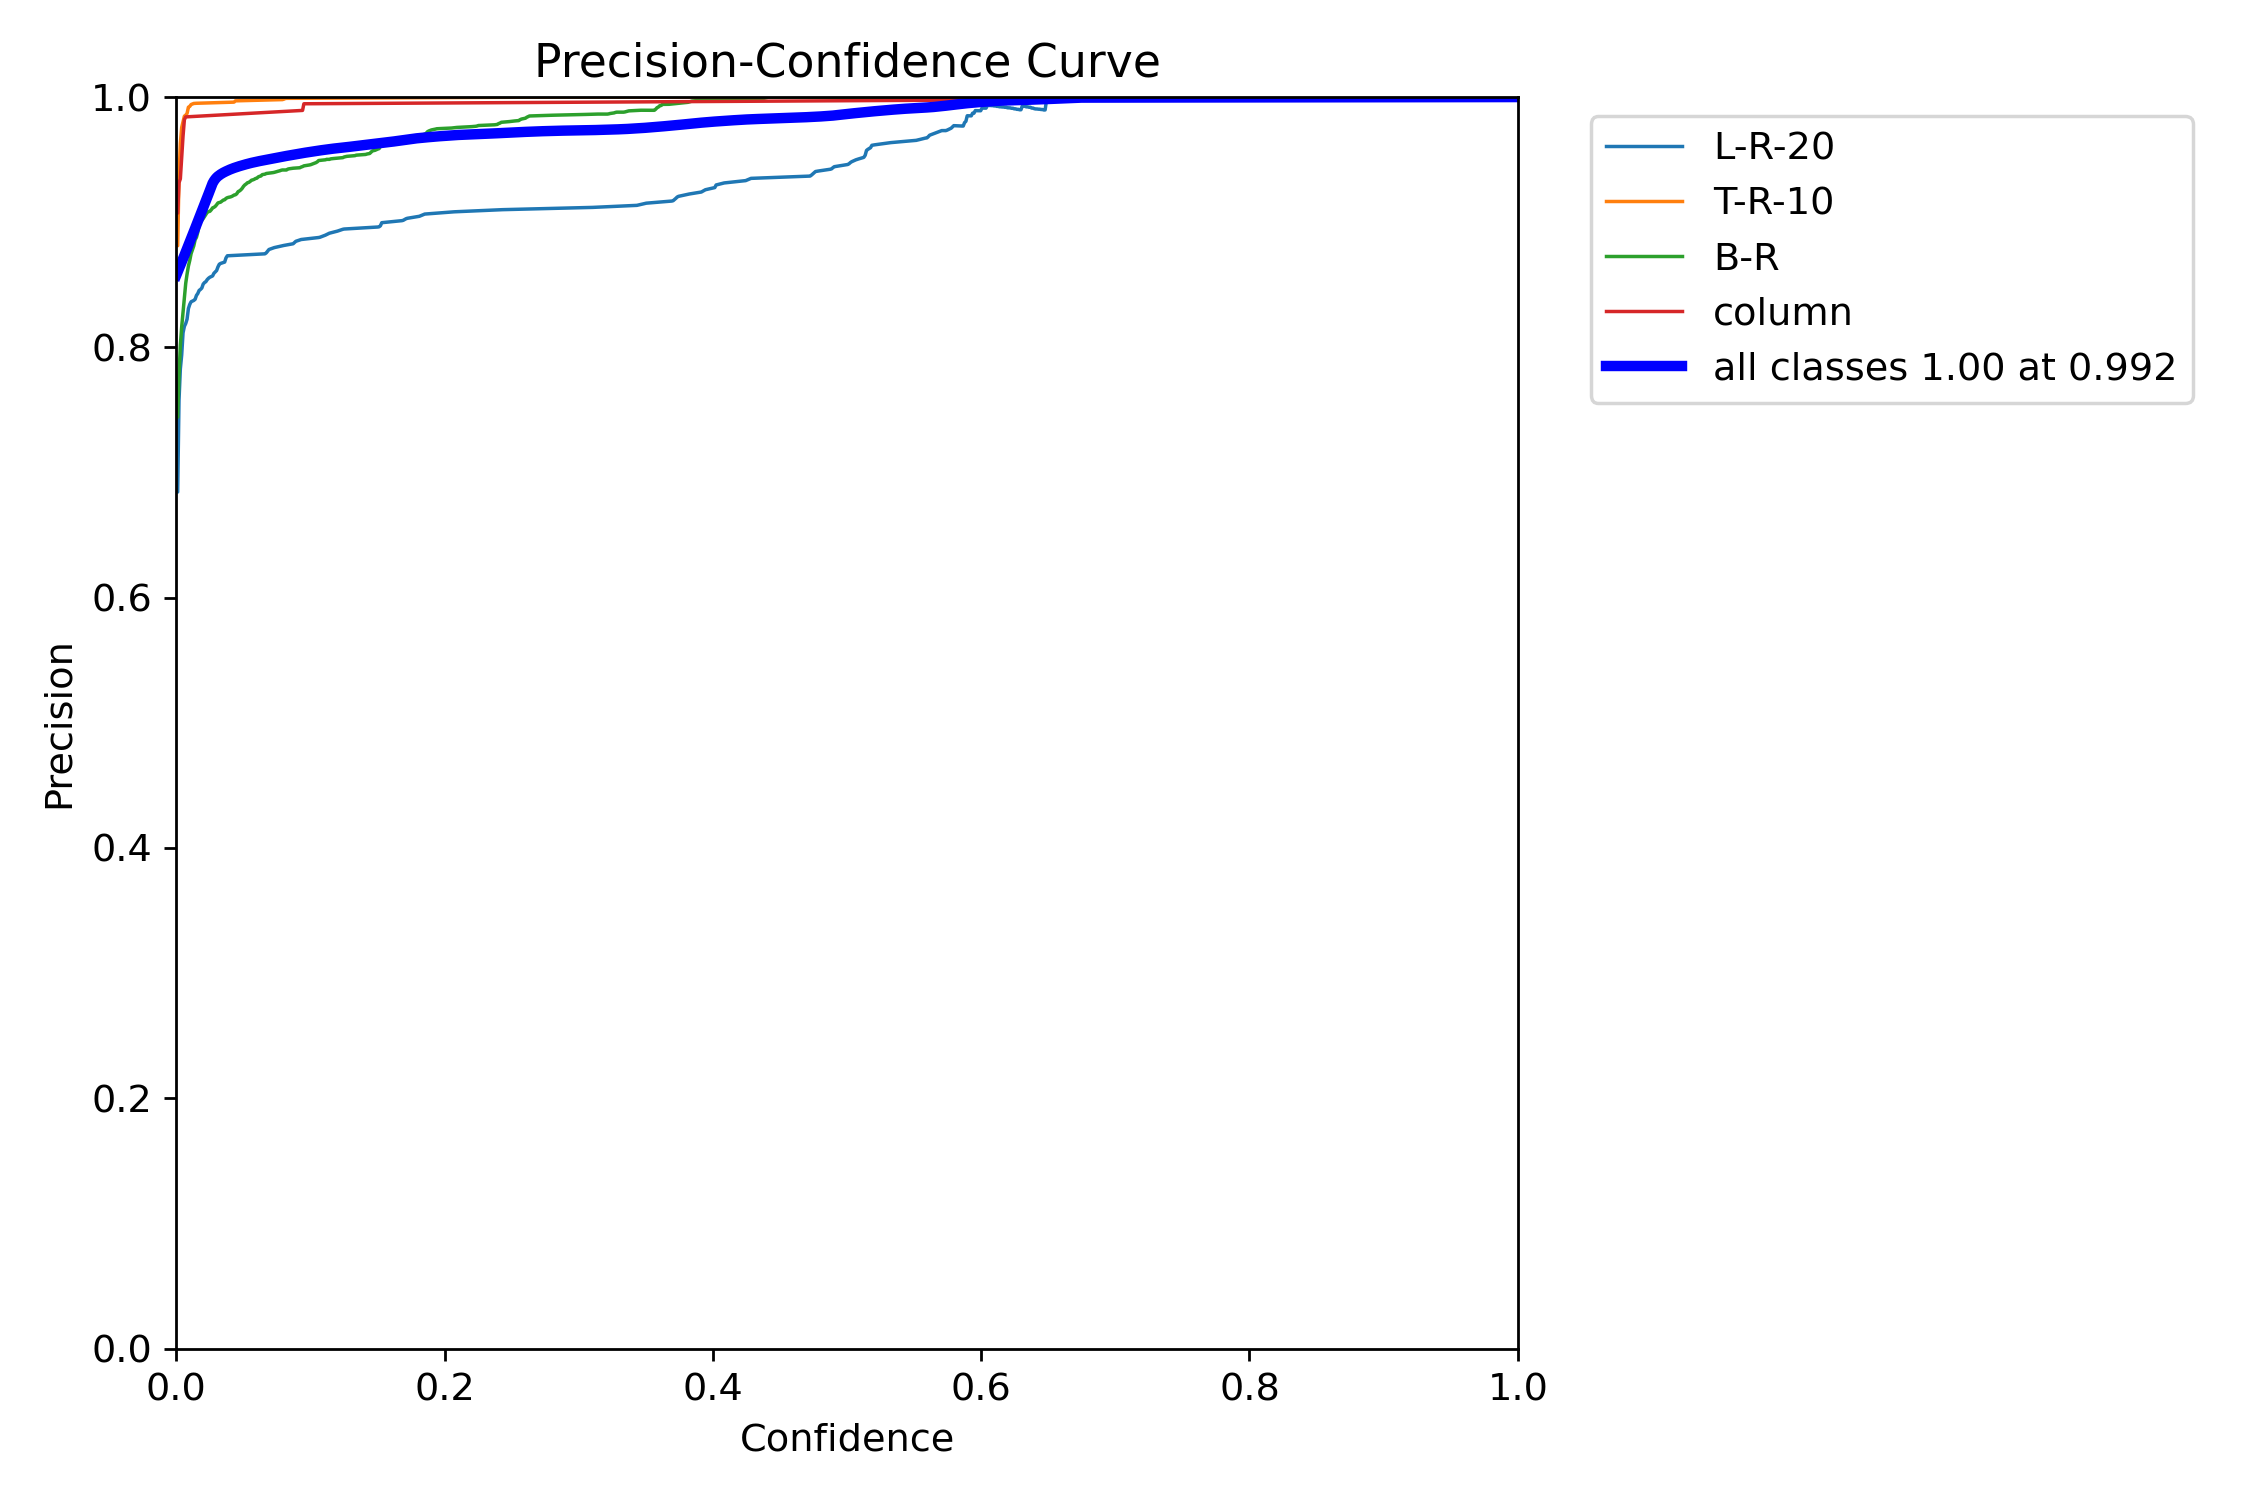 Precision-Confidence Curve
1.0
0.8
0.6
0.4
0.2
0.0
Precision
0.0 0.2 0.4 0.6 0.8 1.0
Confidence
L-R-20
T-R-10
B-R
column
all classes 1.00 at 0.992